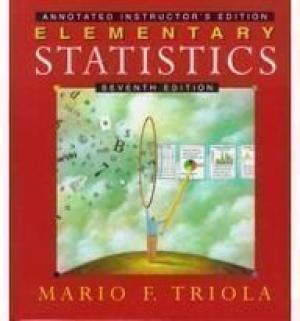 ANNOTATED INSTRUCTOR'S EDITION
ELEMENTARY
STATISTICS
SEVENTH EDITION
MARIO F. TRIOLA